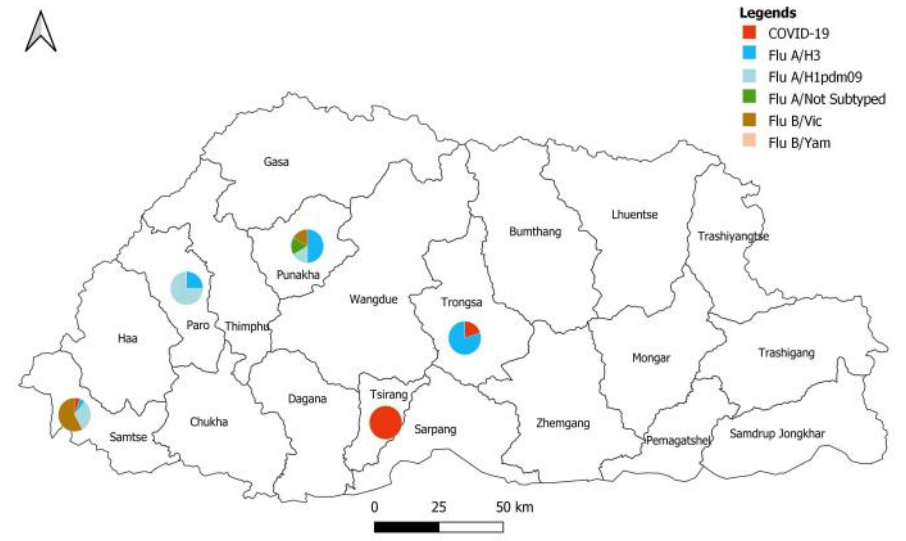 Legends
COVID-19
Flu A/H3
Flu A/H1pdm09
Flu A/Not Subtyped
Flu B/Vic
Flu B/Yam
Gasa
Lhuentse
Bumthang
Trashiyangtse
Punakha
Wangdue
Trongsa
Paro
Thimphu
Haa
Mongar
Trashigang
Tsirang
Dagana
Chukha
Samtse
Sarpang
Zhemgang
Pemagatshel
Samdrup Jongkhar
0 25 50 km